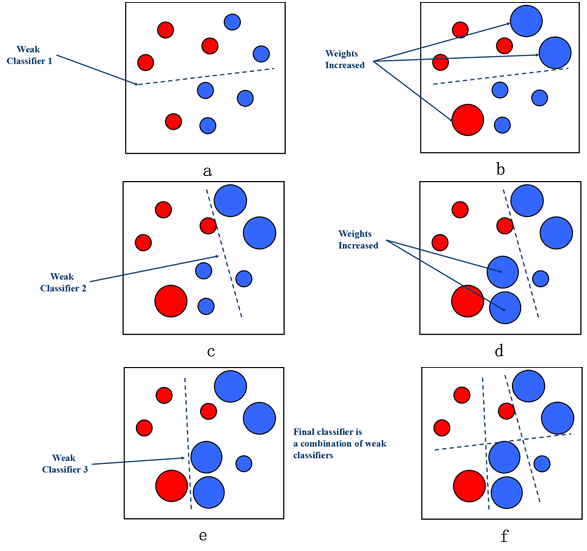 Weak
Classifier 1
Weights
Increased
a
b
Weak
Classifier 2
Weights
Increased
c
d
Weak
Classifier 3
Final classifier is
a combination of weak
classifiers
e
f